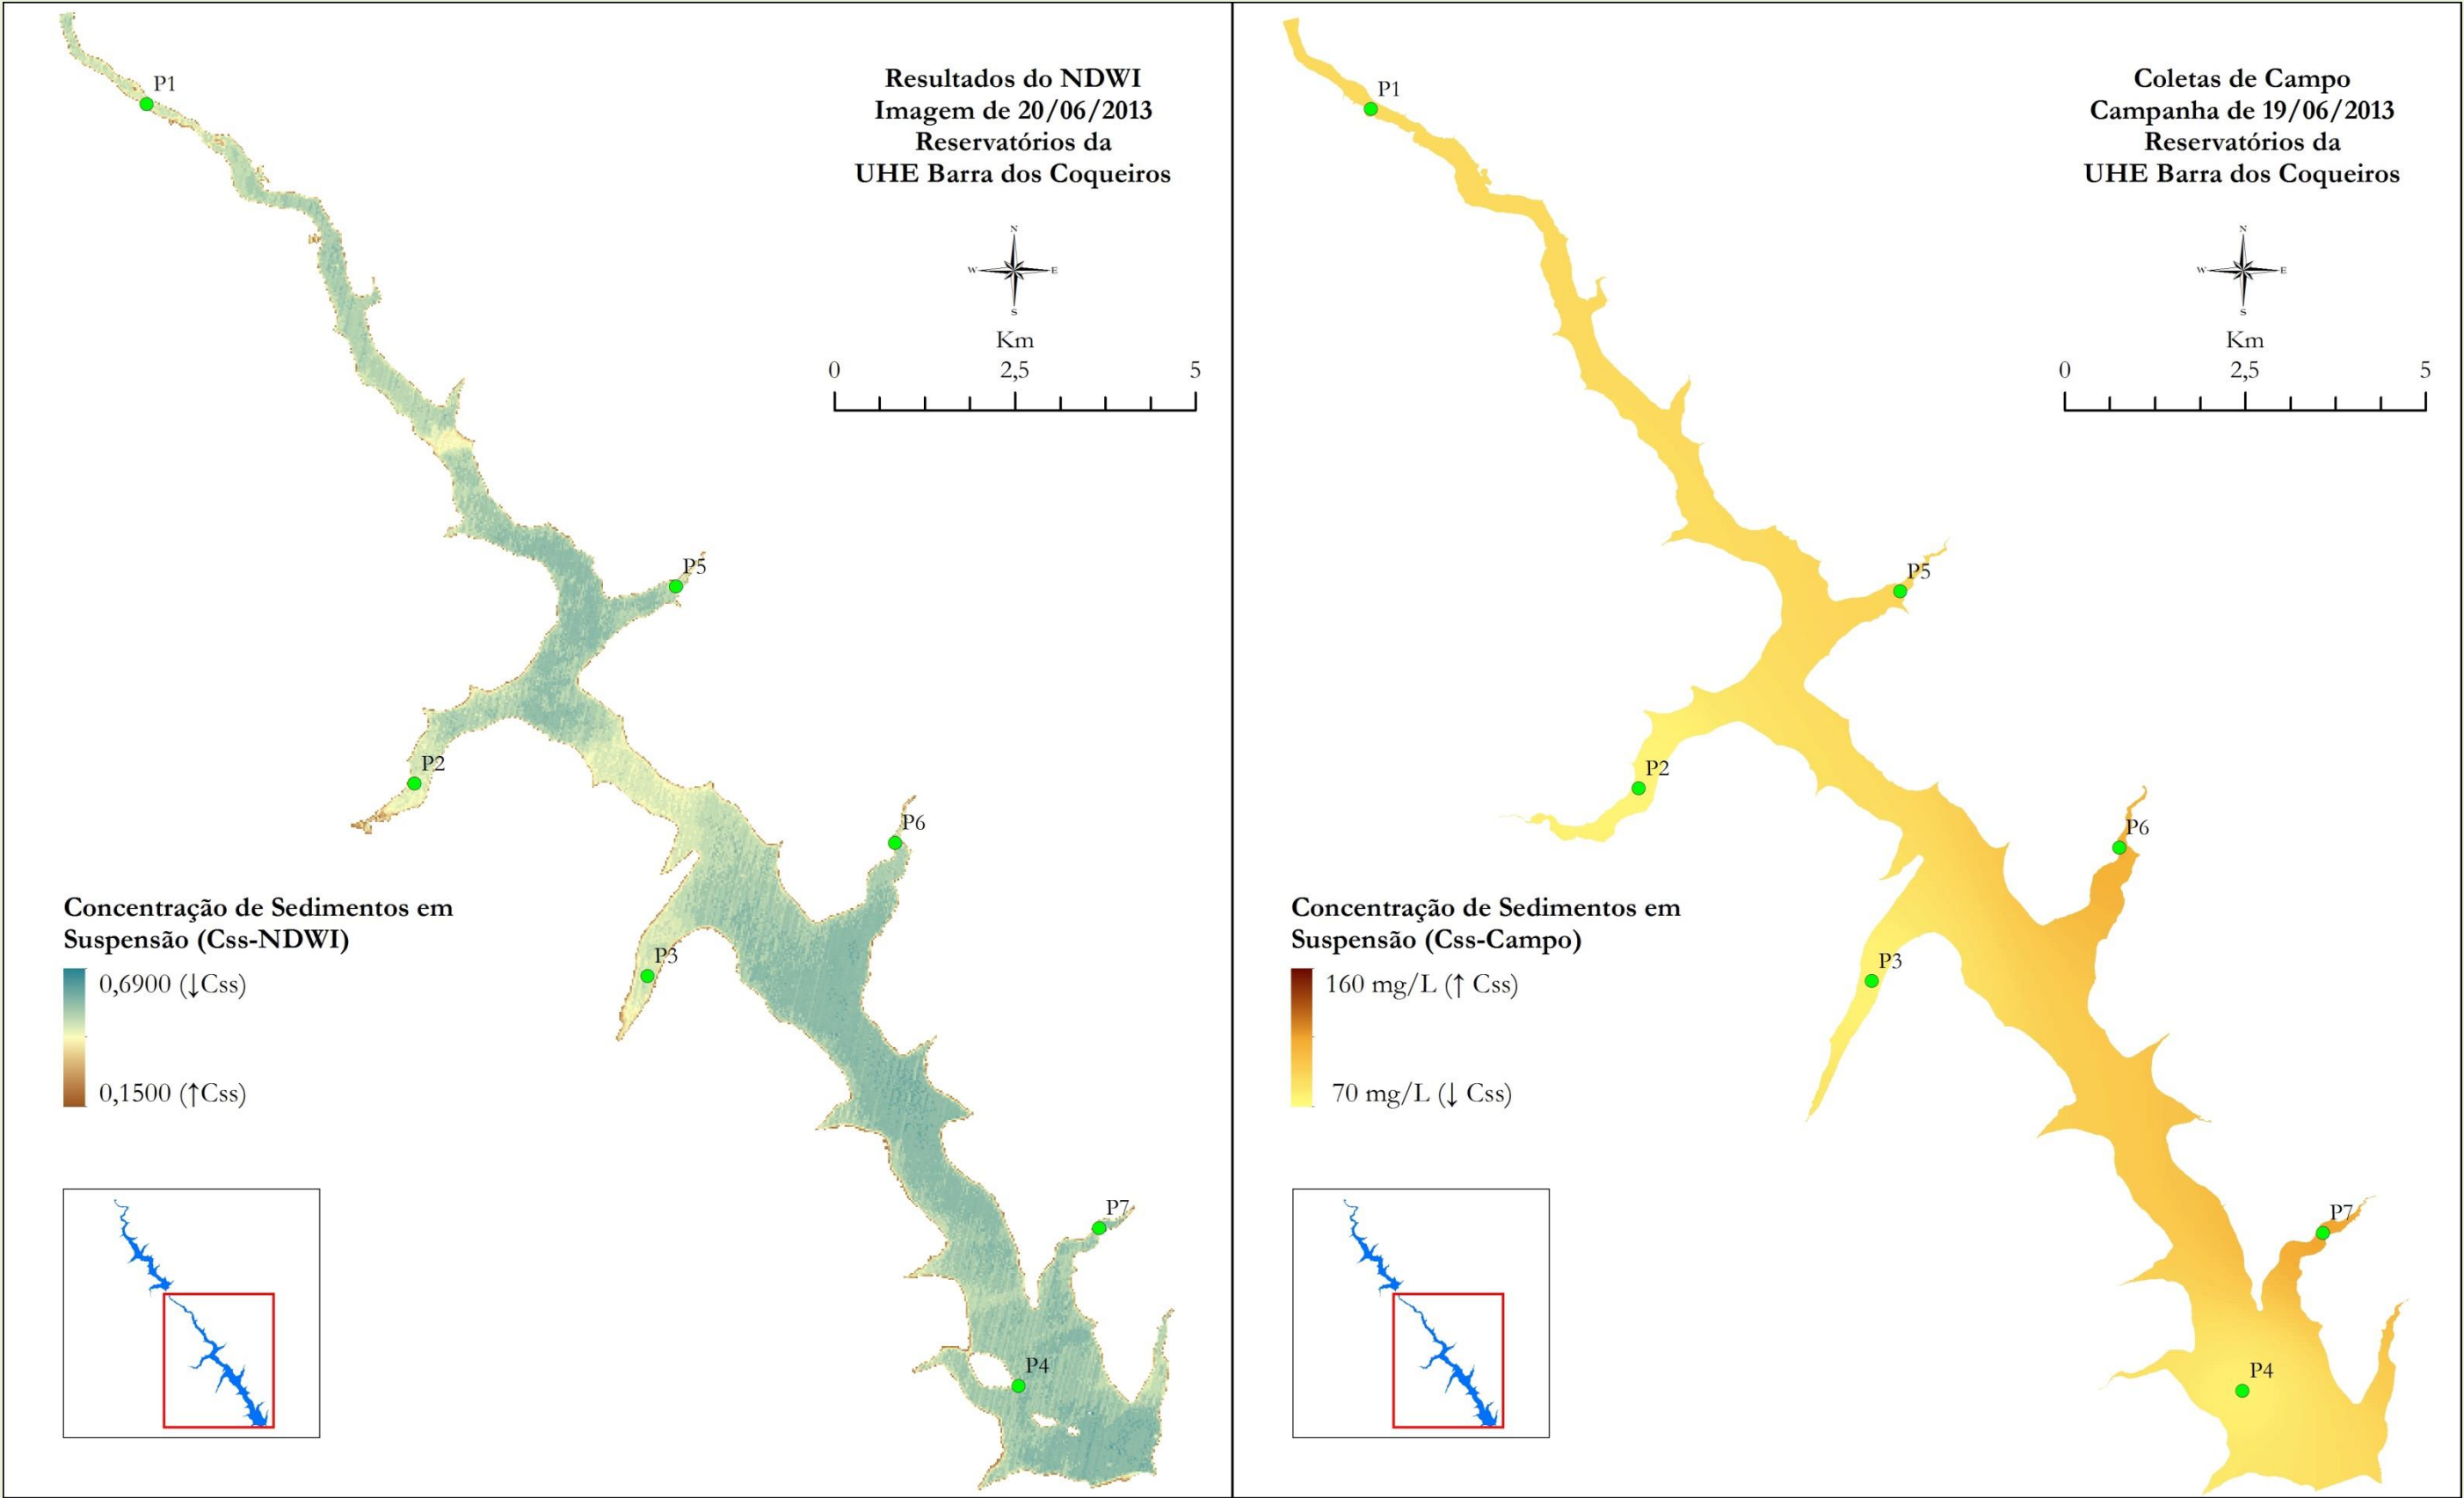 Resultados do NDWI
Imagem de 20/06/2013
Reservatórios da
UHE Barra dos Coqueiros
N
W
E
S
Km
0
2,5
5
P1
P5
P2
P6
P3
P7
P4
Concentração de Sedimentos em
Suspensão (Css-NDWI)
0,6900 (↓Css)
0,1500 (↑Css)
Coletas de Campo
Campanha de 19/06/2013
Reservatórios da
UHE Barra dos Coqueiros
N
W
E
S
Km
0
2,5
5
P1
P5
P2
P6
P3
P7
P4
Concentração de Sedimentos em
Suspensão (Css-Campo)
160 mg/L (↑ Css)
70 mg/L (↓ Css)